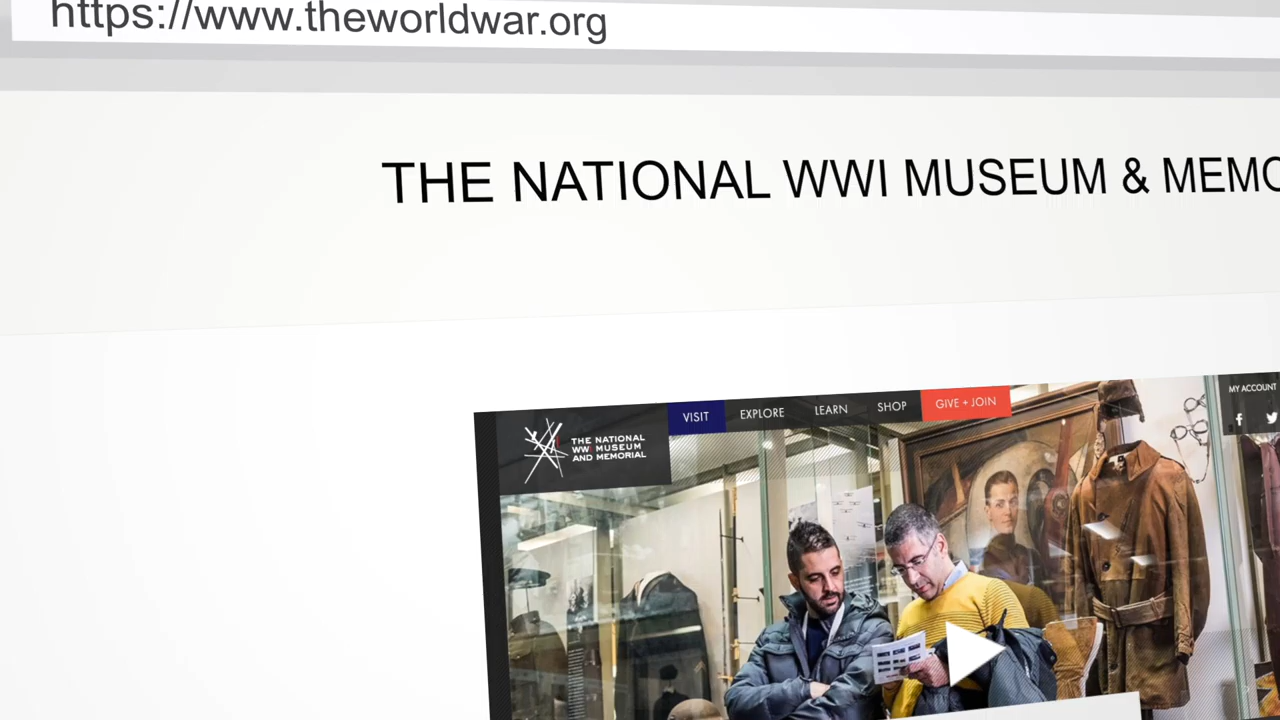 https://www.theworldwar.org
THE NATIONAL WWI MUSEUM & MEMO
VISIT EXPLORE LEARN SHOP GIVE + JOIN MY ACCOUNT
THE NATIONAL
WWI MUSEUM
AND MEMORIAL